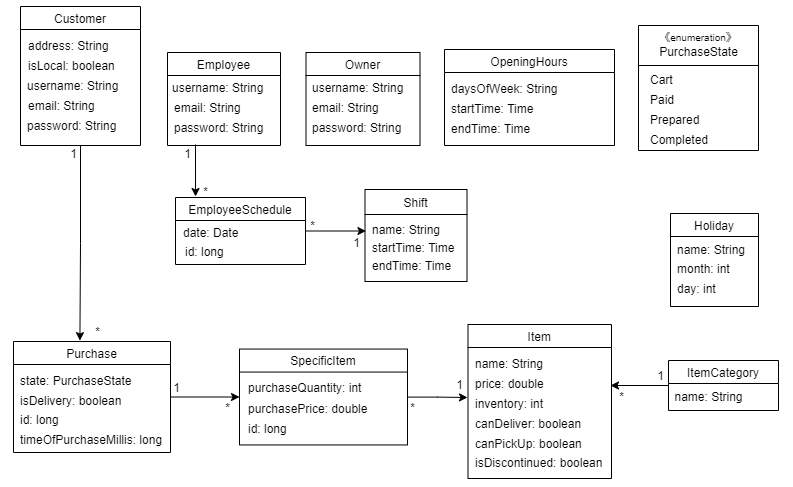 Customer
address: String
isLocal: boolean
username: String
email: String
password: String
1
Employee
username: String
email: String
password: String
1
Owner
username: String
email: String
password: String
OpeningHours
daysOfWeek: String
startTime: Time
endTime: Time
《enumeration》
PurchaseState
Cart
Paid
Prepared
Completed
*
EmployeeSchedule
date: Date
id: long
*
1
Shift
name: String
startTime: Time
endTime: Time
Holiday
name: String
month: int
day: int
*
Purchase
state: PurchaseState
isDelivery: boolean
id: long
timeOfPurchaseMillis: long
1
*
SpecificItem
purchaseQuantity: int
purchasePrice: double
id: long
*
1
Item
name: String
price: double
inventory: int
canDeliver: boolean
canPickUp: boolean
isDiscontinued: boolean
*
1
ItemCategory
name: String